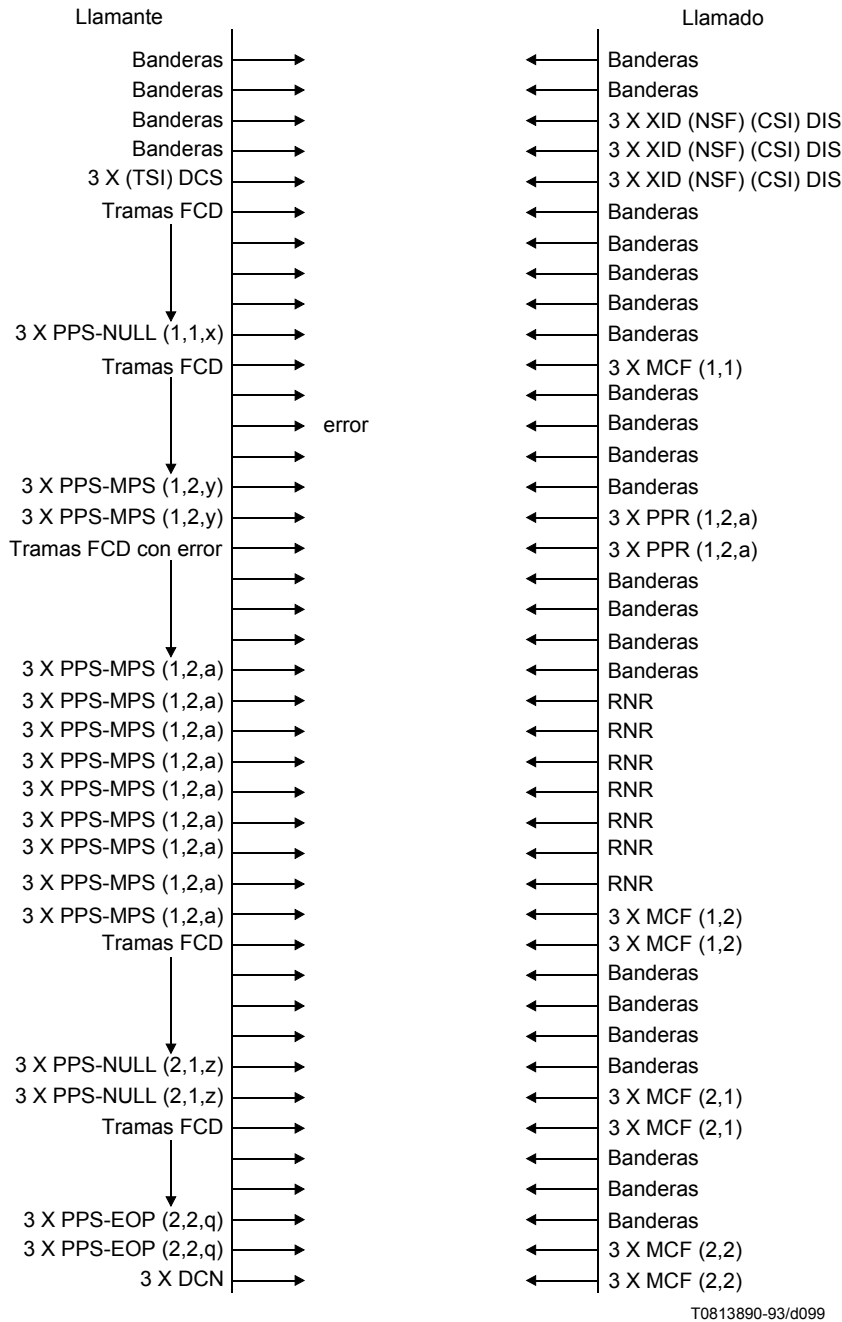 Llamante Llamado
Banderas Banderas
Banderas Banderas
Banderas 3 X XID (NSF) (CSI) DIS
Banderas 3 X XID (NSF) (CSI) DIS
3 X (TSI) DCS 3 X XID (NSF) (CSI) DIS
Tramas FCD Banderas
Banderas
Banderas
Banderas
3 X PPS-NULL (1,1,x) Banderas
Tramas FCD 3 X MCF (1,1)
Banderas
error Banderas
Banderas
3 X PPS-MPS (1,2,y) Banderas
3 X PPS-MPS (1,2,y) 3 X PPR (1,2,a)
Tramas FCD con error 3 X PPR (1,2,a)
Banderas
Banderas
Banderas
3 X PPS-MPS (1,2,a) Banderas
3 X PPS-MPS (1,2,a) RNR
3 X PPS-MPS (1,2,a) RNR
3 X PPS-MPS (1,2,a) RNR
3 X PPS-MPS (1,2,a) RNR
3 X PPS-MPS (1,2,a) RNR
3 X PPS-MPS (1,2,a) RNR
3 X PPS-MPS (1,2,a) RNR
3 X PPS-MPS (1,2,a) 3 X MCF (1,2)
Tramas FCD 3 X MCF (1,2)
Banderas
Banderas
Banderas
3 X PPS-NULL (2,1,z) Banderas
3 X PPS-NULL (2,1,z) 3 X MCF (2,1)
Tramas FCD 3 X MCF (2,1)
Banderas
Banderas
3 X PPS-EOP (2,2,q) Banderas
3 X PPS-EOP (2,2,q) 3 X MCF (2,2)
3 X DCN 3 X MCF (2,2)
T0813890-93/d099